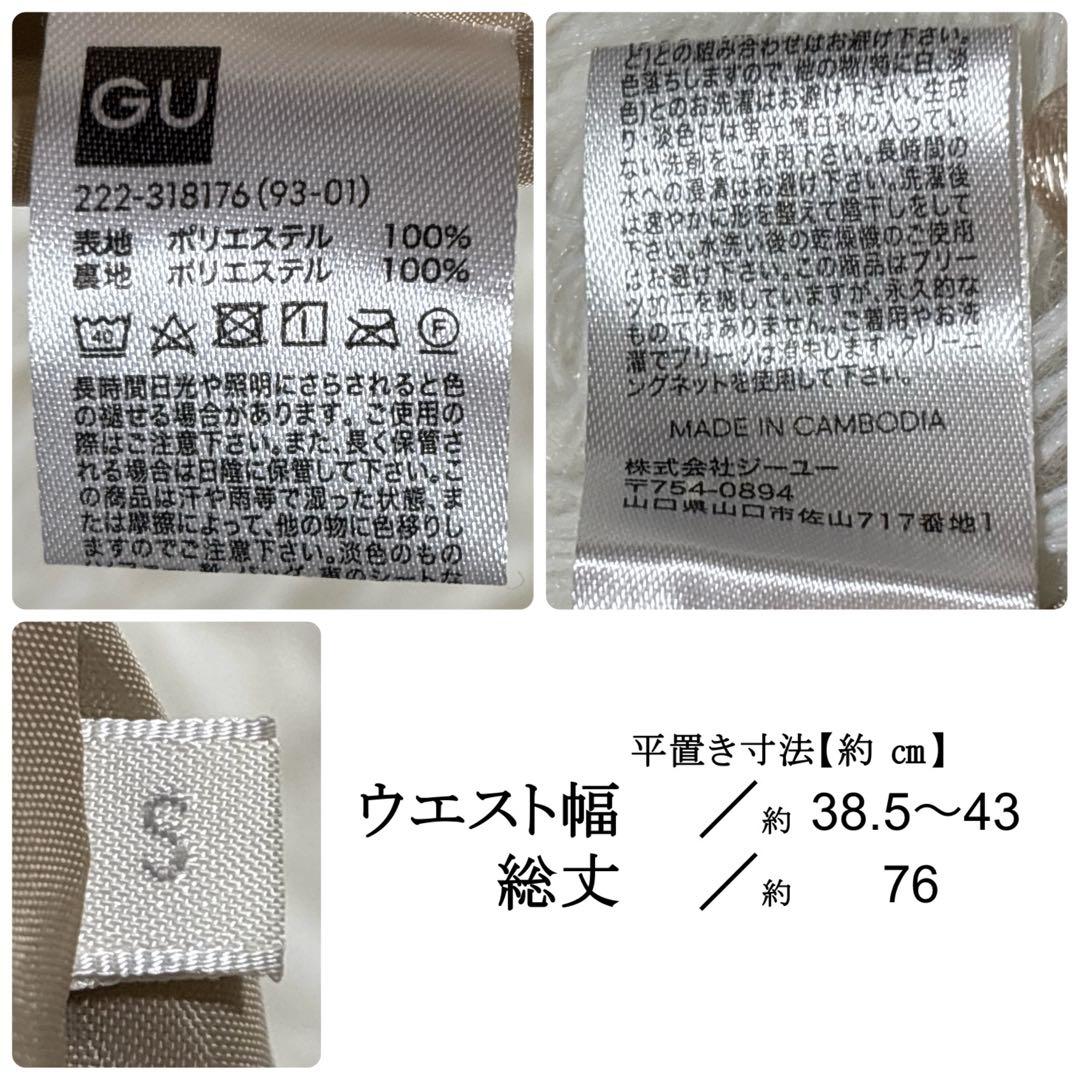 GU
222-318176(93-01)
表地 ポリエステル 100%
裏地 ポリエステル 100%
40
F
長時間日光や照明にさらされると色
の褪せる場合があります。ご使用の
際はご注意下さい。また、長く保管さ
れる場合は日陰に保管して下さい。こ
の商品は汗や雨等で湿った状態、ま
たは摩擦によって、他の物に色移りし
ますのでご注意下さい。淡色のもの
ど)との組み合わせはお避け下さい。
色落ちしますので、他の物(特に白、淡
色)とのお洗濯はお避け下さい。生成
り、淡色には蛍光増白剤の入ってい
ない洗剤をご使用下さい。長時間の
水への浸漬はお避け下さい。洗濯後
は速やかに形を整えて陰干しをして
下さい。水洗い後の乾燥機のご使用
はお避け下さい。この商品はプリー
ツ加工を施していますが、永久的な
ものではありません。ご着用やお洗
濯でプリーツは消失します。クリーニ
ングネットを使用して下さい。
MADE IN CAMBODIA
株式会社ジーユー
〒754-0894
山口県山口市佐山717番地1
S
平置き寸法【約 ㎝】
ウエスト幅 ／約 38.5～43
総丈 ／約 76